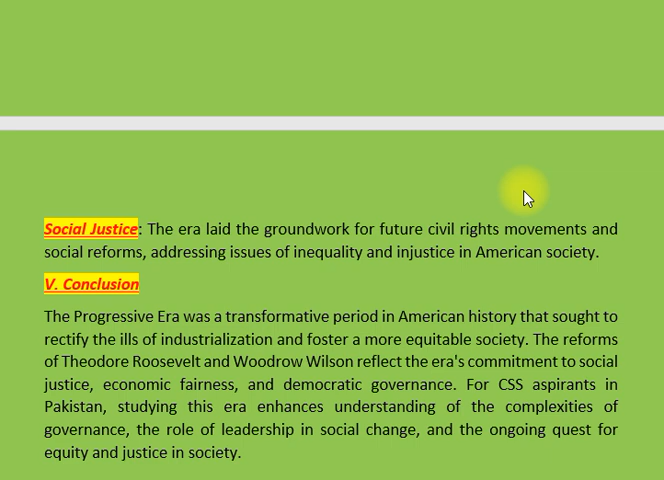 Social Justice: The era laid the groundwork for future civil rights movements and
social reforms, addressing issues of inequality and injustice in American society.
V. Conclusion
The Progressive Era was a transformative period in American history that sought to
rectify the ills of industrialization and foster a more equitable society. The reforms
of Theodore Roosevelt and Woodrow Wilson reflect the era's commitment to social
justice, economic fairness, and democratic governance. For CSS aspirants in
Pakistan, studying this era enhances understanding of the complexities of
governance, the role of leadership in social change, and the ongoing quest for
equity and justice in society.